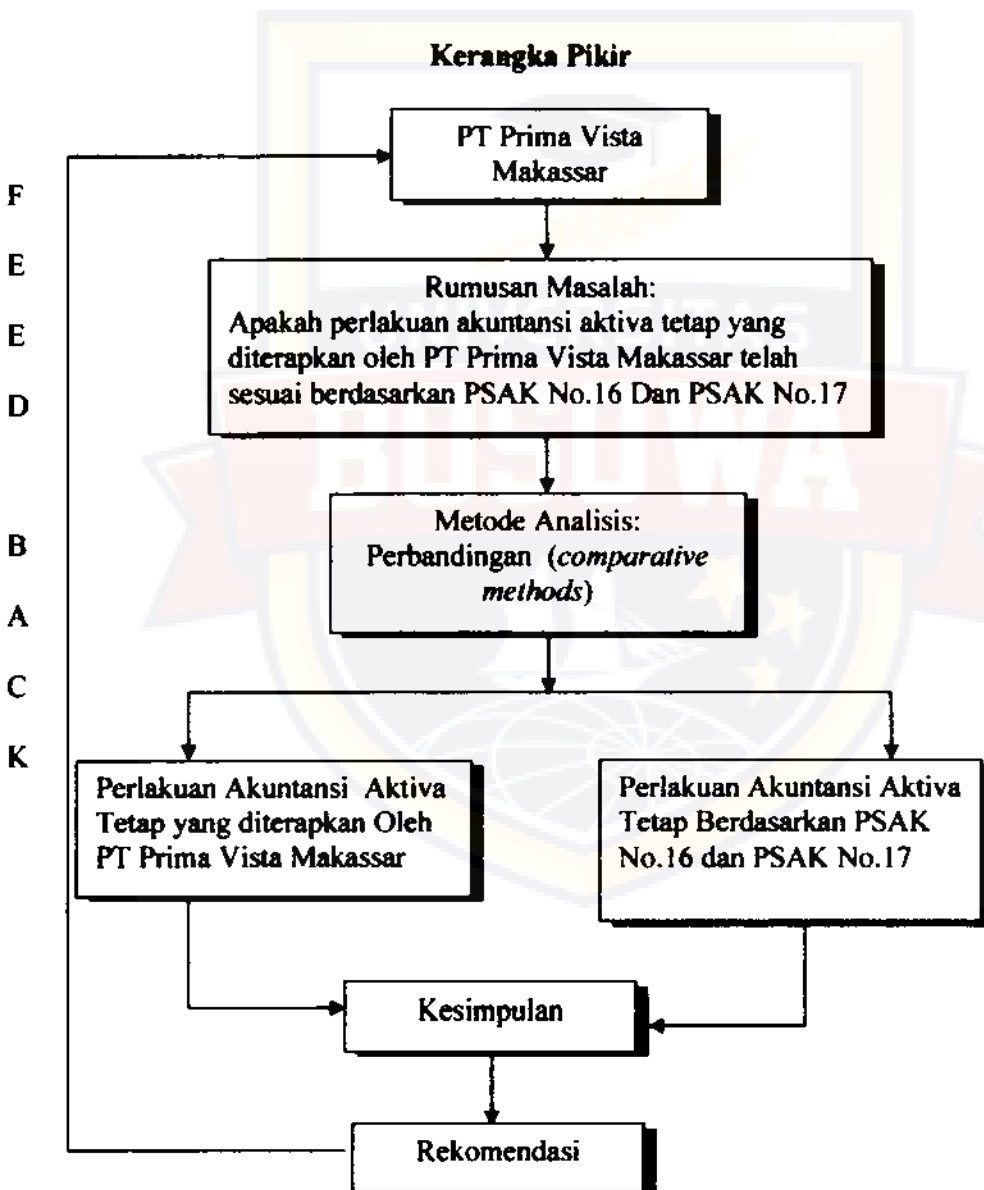 Kerangka Pikir
PT Prima Vista
Makassar
F
E
E
D
B
A
C
K
Rumusan Masalah:
Apakah perlakuan akuntansi aktiva tetap yang
diterapkan oleh PT Prima Vista Makassar telah
sesuai berdasarkan PSAK No.16 Dan PSAK No.17
Metode Analisis:
Perbandingan (comparative
methods)
Perlakuan Akuntansi Aktiva
Tetap yang diterapkan Oleh
PT Prima Vista Makassar
Perlakuan Akuntansi Aktiva
Tetap Berdasarkan PSAK
No.16 dan PSAK No.17
Kesimpulan
Rekomendasi
UNIVERSITAS
BOSOWA